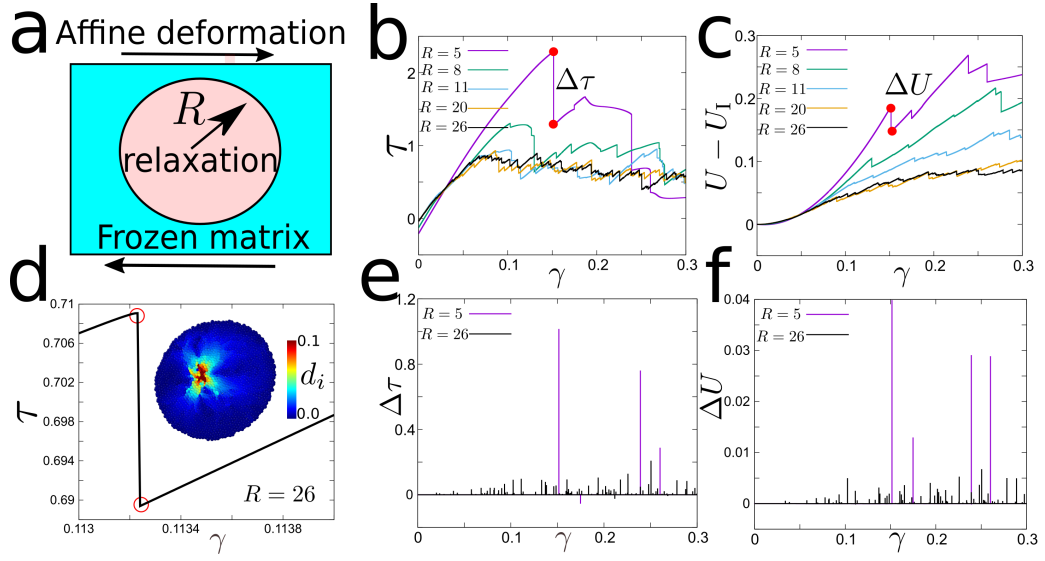 a
Affine deformation
R
relaxation
Frozen matrix
b
τ
2
1
0
R = 5
R = 8
R = 11
R = 20
R = 26
Δτ
0 0.1 0.2 0.3
γ
c
U − U_I
0.3
0.2
0.1
0
R = 5
R = 8
R = 11
R = 20
R = 26
ΔU
0 0.1 0.2 0.3
γ
d
τ
0.71
0.706
0.702
0.698
0.694
0.69
0.1
d_i
0.0
R = 26
0.113 0.1134 0.1138
γ
e
Δτ
1.2
0.8
0.4
0
R = 5
R = 26
0 0.1 0.2 0.3
γ
f
ΔU
0.04
0.03
0.02
0.01
0
R = 5
R = 26
0 0.1 0.2 0.3
γ